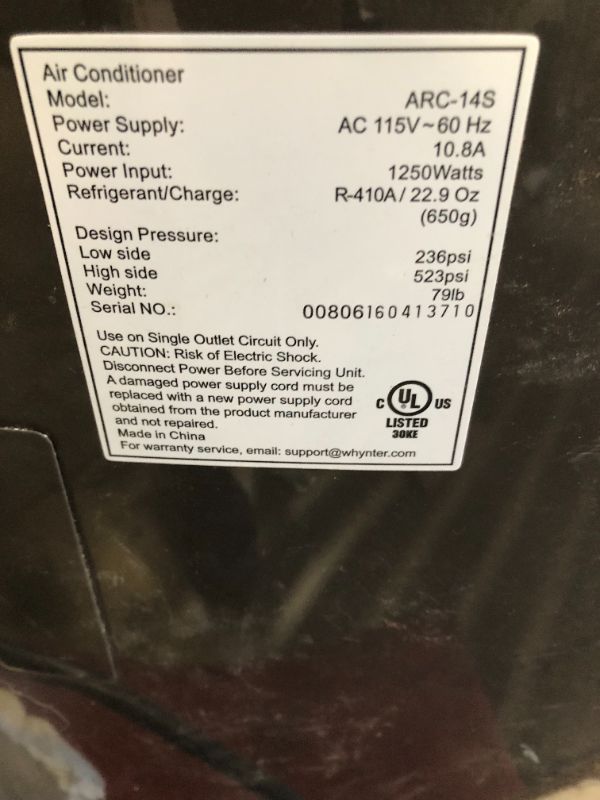 Air Conditioner
Model: ARC-14S
Power Supply: AC 115V~60 Hz
Current: 10.8A
Power Input: 1250Watts
Refrigerant/Charge: R-410A / 22.9 Oz
(650g)
Design Pressure:
Low side 236psi
High side 523psi
Weight: 79lb
Serial NO.: 00806160413710
Use on Single Outlet Circuit Only.
CAUTION: Risk of Electric Shock.
Disconnect Power Before Servicing Unit.
A damaged power supply cord must be
replaced with a new power supply cord
obtained from the product manufacturer
and not repaired.
Made in China
For warranty service, email: support@whynter.com
C UL US
LISTED
30KE